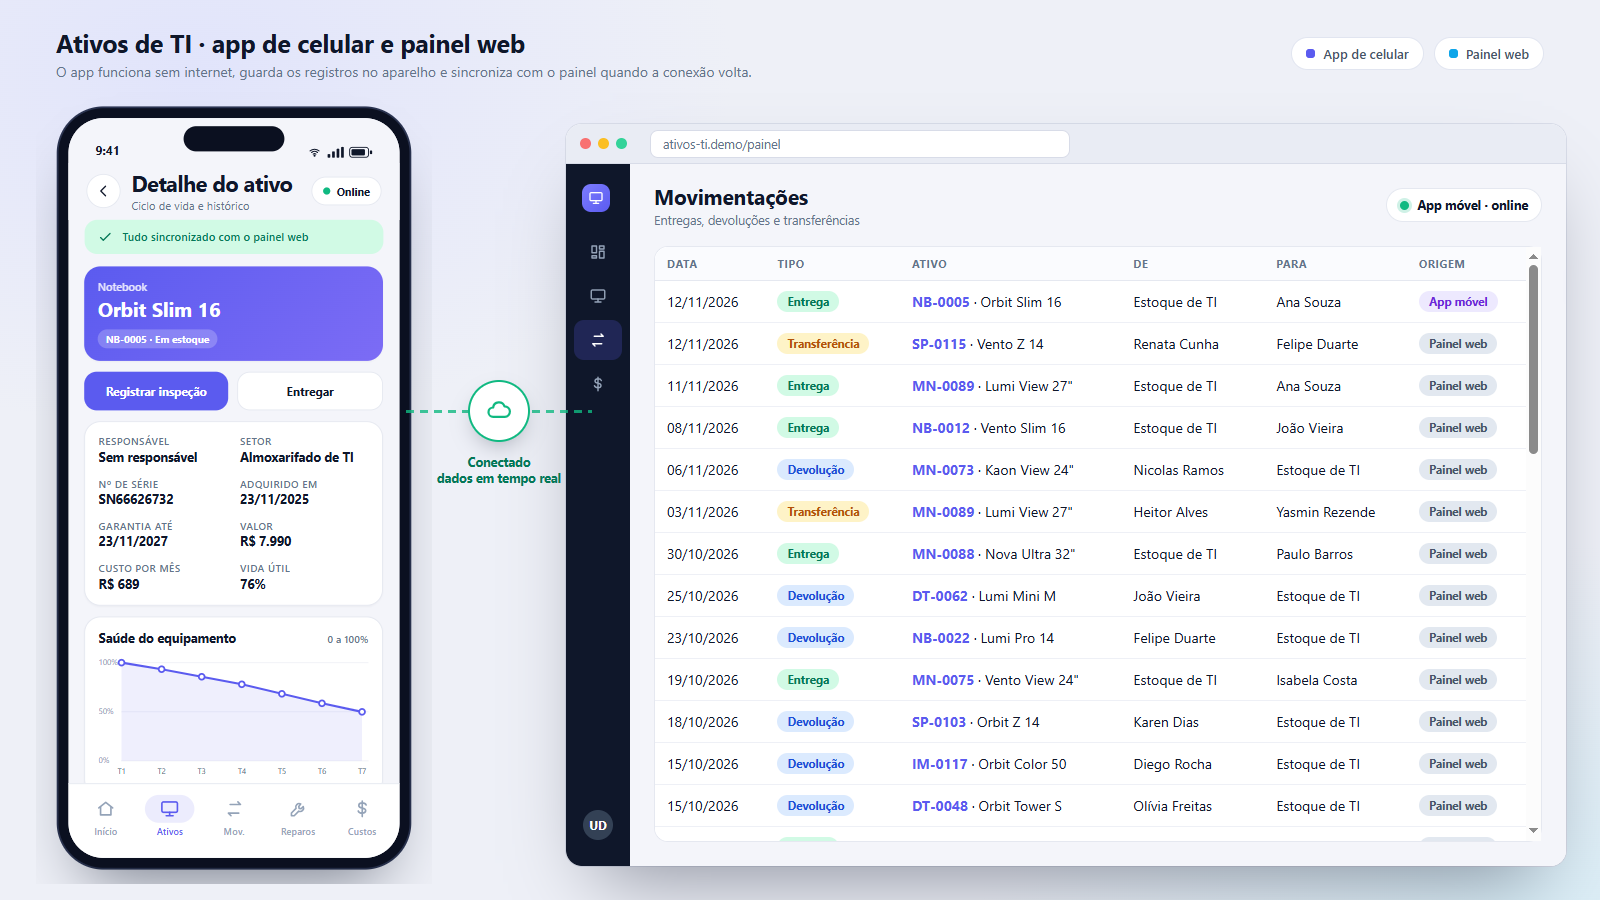 Ativos de TI · app de celular e painel web
O app funciona sem internet, guarda os registros no aparelho e sincroniza com o painel quando a conexão volta.
App de celular
Painel web
9:41
Detalhe do ativo
Ciclo de vida e histórico
Online
Tudo sincronizado com o painel web
Notebook
Orbit Slim 16
NB-0005 · Em estoque
Registrar inspeção
Entregar
RESPONSÁVEL SETOR
Sem responsável Almoxarifado de TI
Nº DE SÉRIE ADQUIRIDO EM
SN66626732 23/11/2025
GARANTIA ATÉ VALOR
23/11/2027 R$ 7.990
CUSTO POR MÊS VIDA ÚTIL
R$ 689 76%
Saúde do equipamento 0 a 100%
100%
50%
0%
T1 T2 T3 T4 T5 T6 T7
Início Ativos Mov. Reparos Custos
Conectado
dados em tempo real
ativos-ti.demo/painel
UD
Movimentações
Entregas, devoluções e transferências
App móvel · online
DATA TIPO ATIVO DE PARA ORIGEM
12/11/2026 Entrega NB-0005 · Orbit Slim 16 Estoque de TI Ana Souza App móvel
12/11/2026 Transferência SP-0115 · Vento Z 14 Renata Cunha Felipe Duarte Painel web
11/11/2026 Entrega MN-0089 · Lumi View 27" Estoque de TI Ana Souza Painel web
08/11/2026 Entrega NB-0012 · Vento Slim 16 Estoque de TI João Vieira Painel web
06/11/2026 Devolução MN-0073 · Kaon View 24" Nicolas Ramos Estoque de TI Painel web
03/11/2026 Transferência MN-0089 · Lumi View 27" Heitor Alves Yasmin Rezende Painel web
30/10/2026 Entrega MN-0088 · Nova Ultra 32" Estoque de TI Paulo Barros Painel web
25/10/2026 Devolução DT-0062 · Lumi Mini M João Vieira Estoque de TI Painel web
23/10/2026 Devolução NB-0022 · Lumi Pro 14 Felipe Duarte Estoque de TI Painel web
19/10/2026 Entrega MN-0075 · Vento View 24" Estoque de TI Isabela Costa Painel web
18/10/2026 Devolução SP-0103 · Orbit Z 14 Karen Dias Estoque de TI Painel web
15/10/2026 Devolução IM-0117 · Orbit Color 50 Diego Rocha Estoque de TI Painel web
15/10/2026 Devolução DT-0048 · Orbit Tower S Olívia Freitas Estoque de TI Painel web